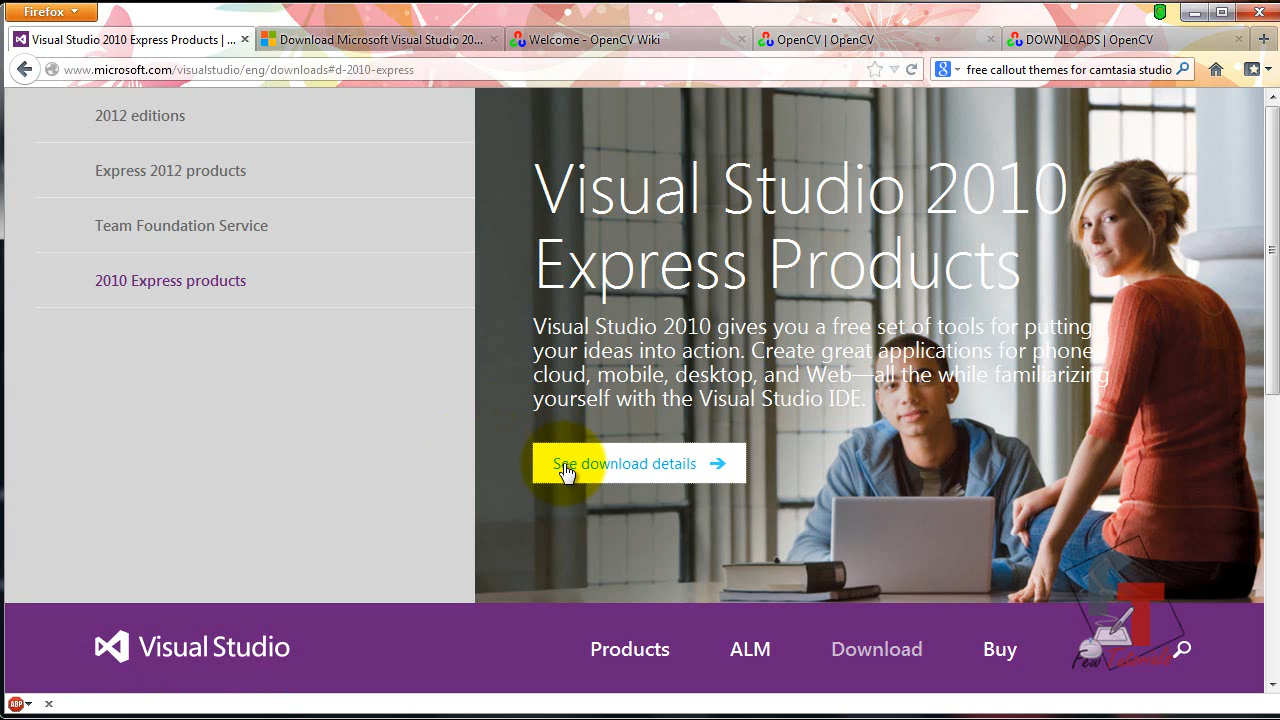 Firefox
Visual Studio 2010 Express Products | ...
Download Microsoft Visual Studio 20...
Welcome - OpenCV Wiki
OpenCV | OpenCV
DOWNLOADS | OpenCV
www.microsoft.com/visualstudio/eng/downloads#d-2010-express
free callout themes for camtasia studio
2012 editions
Express 2012 products
Team Foundation Service
2010 Express products
Visual Studio 2010
Express Products
Visual Studio 2010 gives you a free set of tools for putting
your ideas into action. Create great applications for phone,
cloud, mobile, desktop, and Web—all the while familiarizing
yourself with the Visual Studio IDE.
See download details
Visual Studio
Products
ALM
Download
Buy
Few Tutorials
ABP